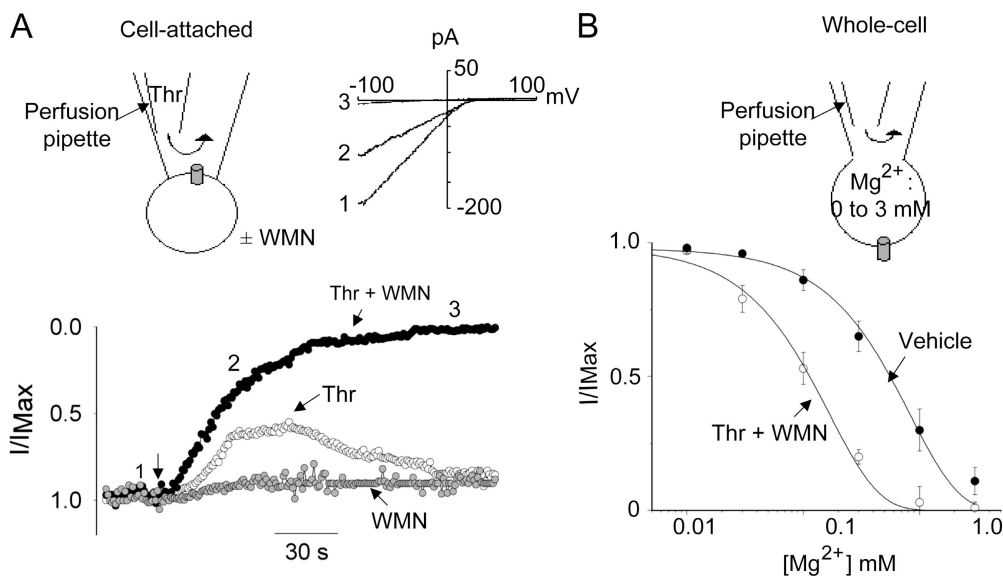 A
Cell-attached
Thr
Perfusion
pipette
± WMN
pA
50
-100
100
mV
3
2
1
-200
Thr + WMN
3
0.0
2
Thr
0.5
I/IMax
1
1.0
WMN
30 s
B
Whole-cell
Perfusion
pipette
Mg2+ :
0 to 3 mM
1.0
Vehicle
0.5
I/IMax
Thr + WMN
0
0.01
0.1
1.0
[Mg2+] mM